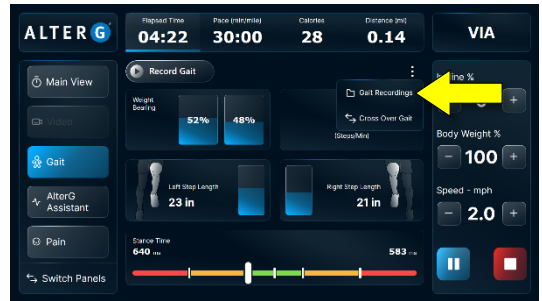 ALTERG
Elapsed Time
04:22
Pace (min/mile)
30:00
Calories
28
Distance (mi)
0.14
VIA
Main View
Video
Gait
AlterG
Assistant
Pain
Switch Panels
Record Gait
Gait Recordings
Cross Over Gait
Weight
Bearing
52%
48%
(Steps/Min)
Left Step Length
23 in
Right Step Length
21 in
Stance Time
640 ms
583 ms
%
+
Body Weight %
− 100 +
Speed - mph
− 2.0 +